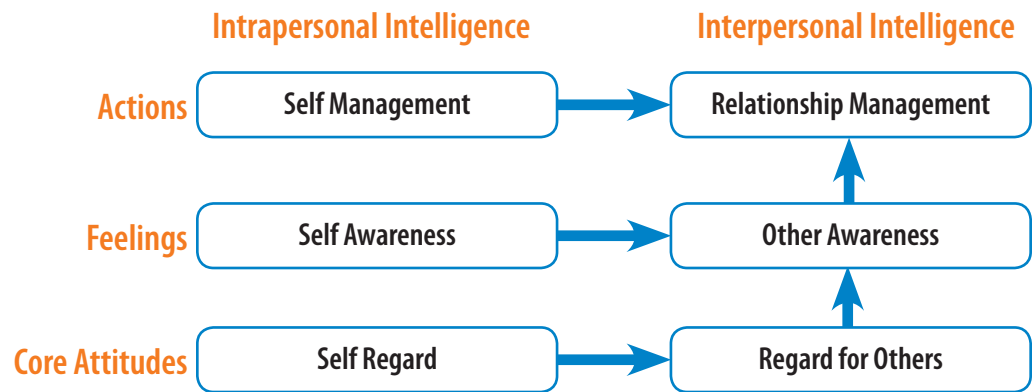 Intrapersonal Intelligence
Interpersonal Intelligence
Actions
Self Management
Relationship Management
Feelings
Self Awareness
Other Awareness
Core Attitudes
Self Regard
Regard for Others